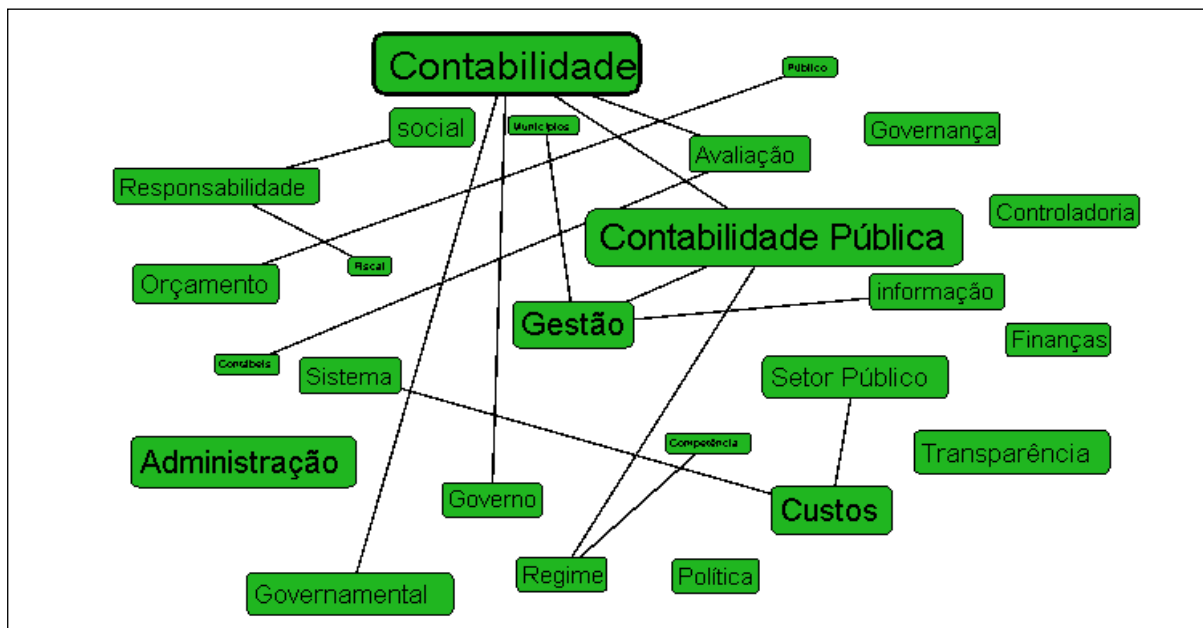 Contabilidade
Público
social
Municípios
Governança
Avaliação
Responsabilidade
Controladoria
Contabilidade Pública
Fiscal
Orçamento
informação
Gestão
Finanças
Contábeis
Sistema
Setor Público
Competência
Administração
Transparência
Governo
Custos
Regime
Política
Governamental